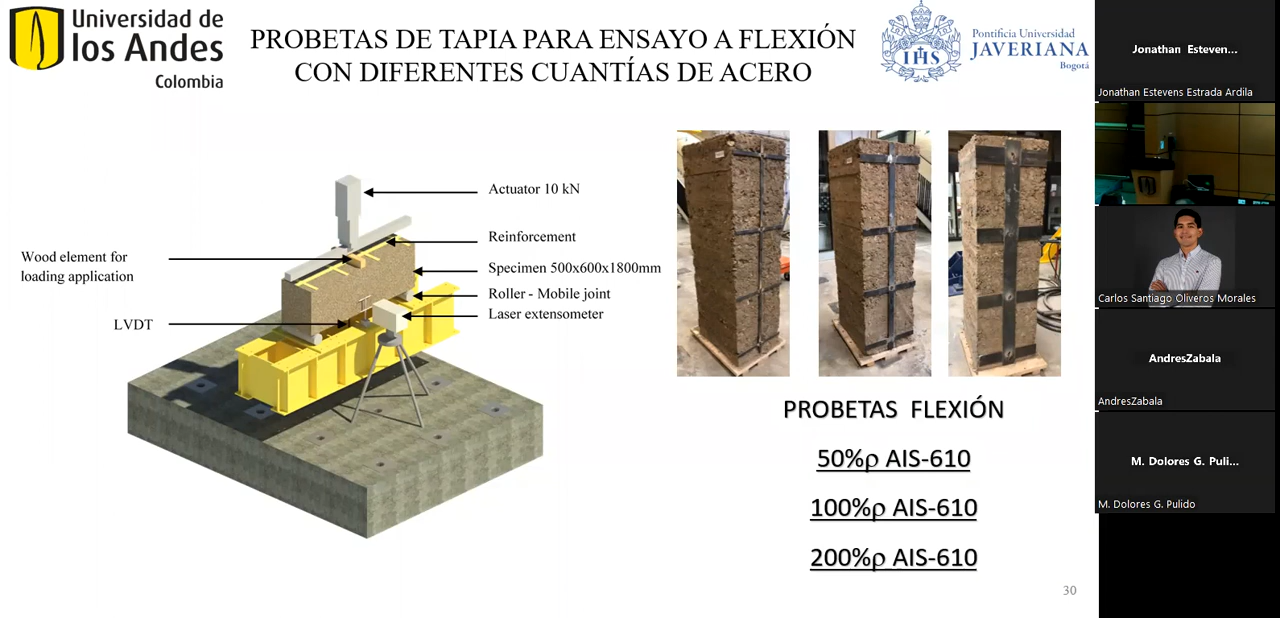 Universidad de
los Andes
Colombia
PROBETAS DE TAPIA PARA ENSAYO A FLEXIÓN
CON DIFERENTES CUANTÍAS DE ACERO
Pontificia Universidad
JAVERIANA
Bogotá
IHS
Actuator 10 kN
Reinforcement
Wood element for
loading application
Specimen 500x600x1800mm
Roller - Mobile joint
Laser extensometer
LVDT
PROBETAS FLEXIÓN
50%ρ AIS-610
100%ρ AIS-610
200%ρ AIS-610
30
Jonathan Esteven...
Jonathan Estevens Estrada Ardila
Carlos Santiago Oliveros Morales
AndresZabala
AndresZabala
M. Dolores G. Puli...
M. Dolores G. Pulido